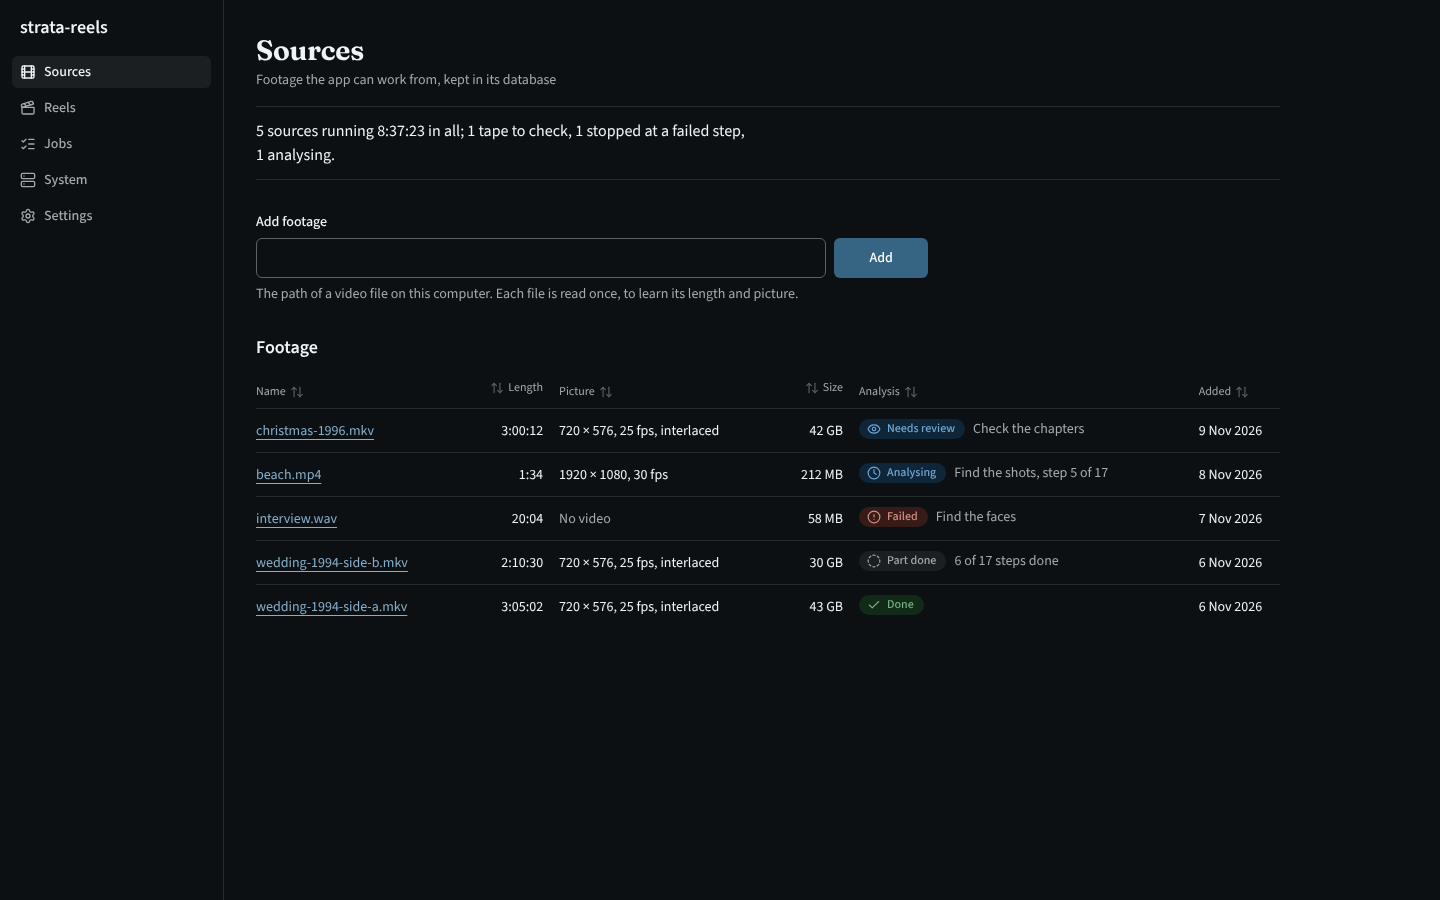 strata-reels
Sources
Reels
Jobs
System
Settings
Sources
Footage the app can work from, kept in its database
5 sources running 8:37:23 in all; 1 tape to check, 1 stopped at a failed step,
1 analysing.
Add footage
Add
The path of a video file on this computer. Each file is read once, to learn its length and picture.
Footage
Name Length Picture Size Analysis Added
christmas-1996.mkv 3:00:12 720 × 576, 25 fps, interlaced 42 GB Needs review Check the chapters 9 Nov 2026
beach.mp4 1:34 1920 × 1080, 30 fps 212 MB Analysing Find the shots, step 5 of 17 8 Nov 2026
interview.wav 20:04 No video 58 MB Failed Find the faces 7 Nov 2026
wedding-1994-side-b.mkv 2:10:30 720 × 576, 25 fps, interlaced 30 GB Part done 6 of 17 steps done 6 Nov 2026
wedding-1994-side-a.mkv 3:05:02 720 × 576, 25 fps, interlaced 43 GB Done 6 Nov 2026